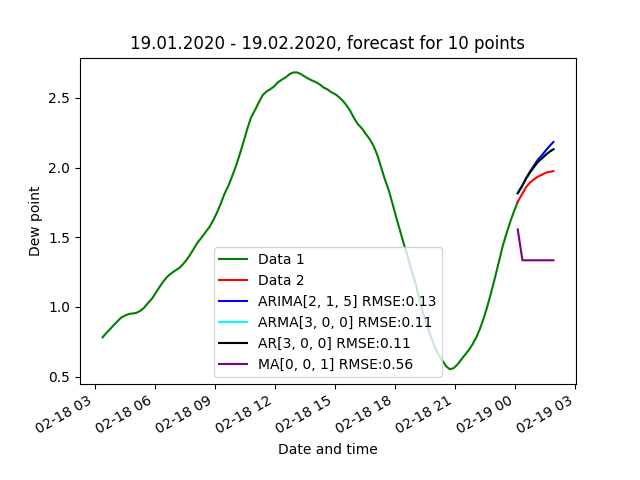 19.01.2020 - 19.02.2020, forecast for 10 points
Dew point
2.5
2.0
1.5
1.0
0.5
Data 1
Data 2
ARIMA[2, 1, 5] RMSE:0.13
ARMA[3, 0, 0] RMSE:0.11
AR[3, 0, 0] RMSE:0.11
MA[0, 0, 1] RMSE:0.56
02-18 03
02-18 06
02-18 09
02-18 12
02-18 15
02-18 18
02-18 21
02-19 00
02-19 03
Date and time